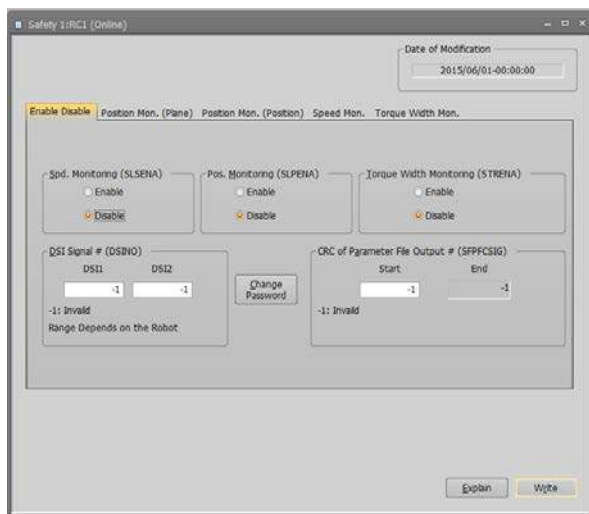 Safety 1:RC1 (Online)
Date of Modification
2015/06/01-00:00:00
Enable Disable Position Mon. (Plane) Position Mon. (Position) Speed Mon. Torque Width Mon.
Spd. Monitoring (SLSENA) Pos. Monitoring (SLPENA) Torque Width Monitoring (STRENA)
Enable Enable Enable
Disable Disable Disable
DSI Signal # (DSINO) CRC of Parameter File Output # (SFPFCSIG)
DSI1 DSI2 Start End
-1 -1 Change Password -1 -1
-1: Invalid -1: Invalid
Range Depends on the Robot
Explain Write